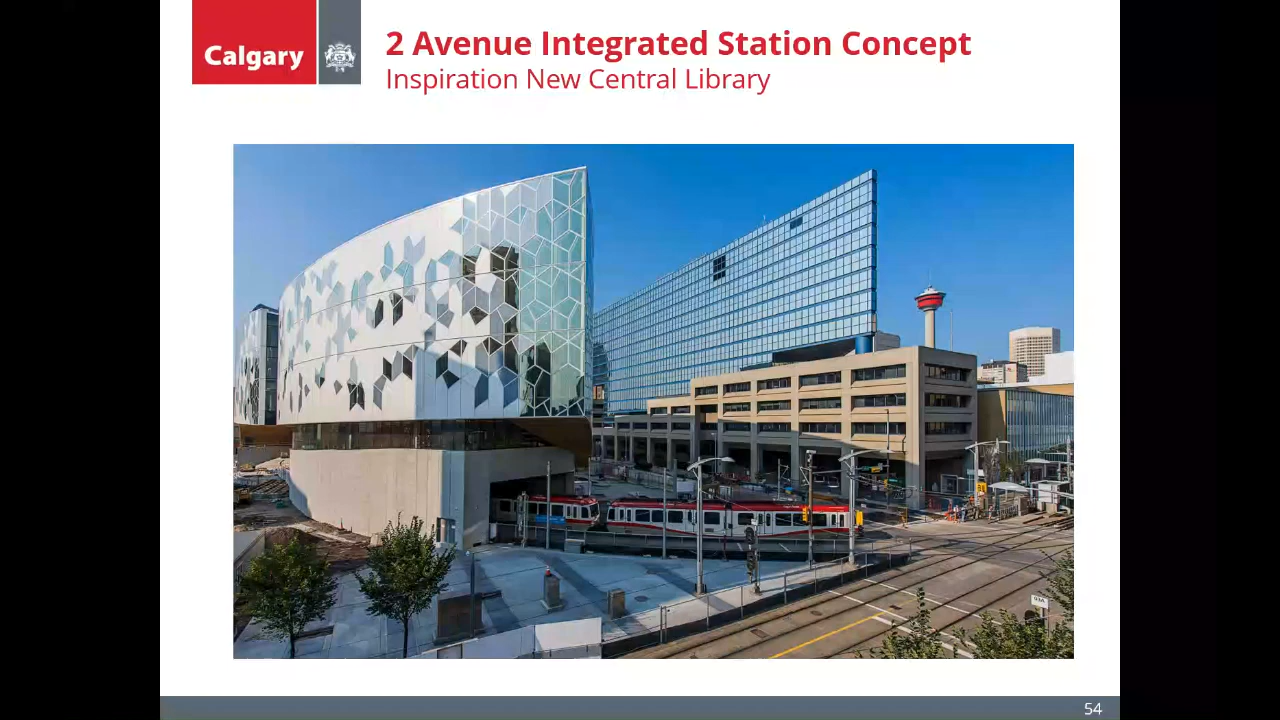 Calgary
2 Avenue Integrated Station Concept
Inspiration New Central Library
54